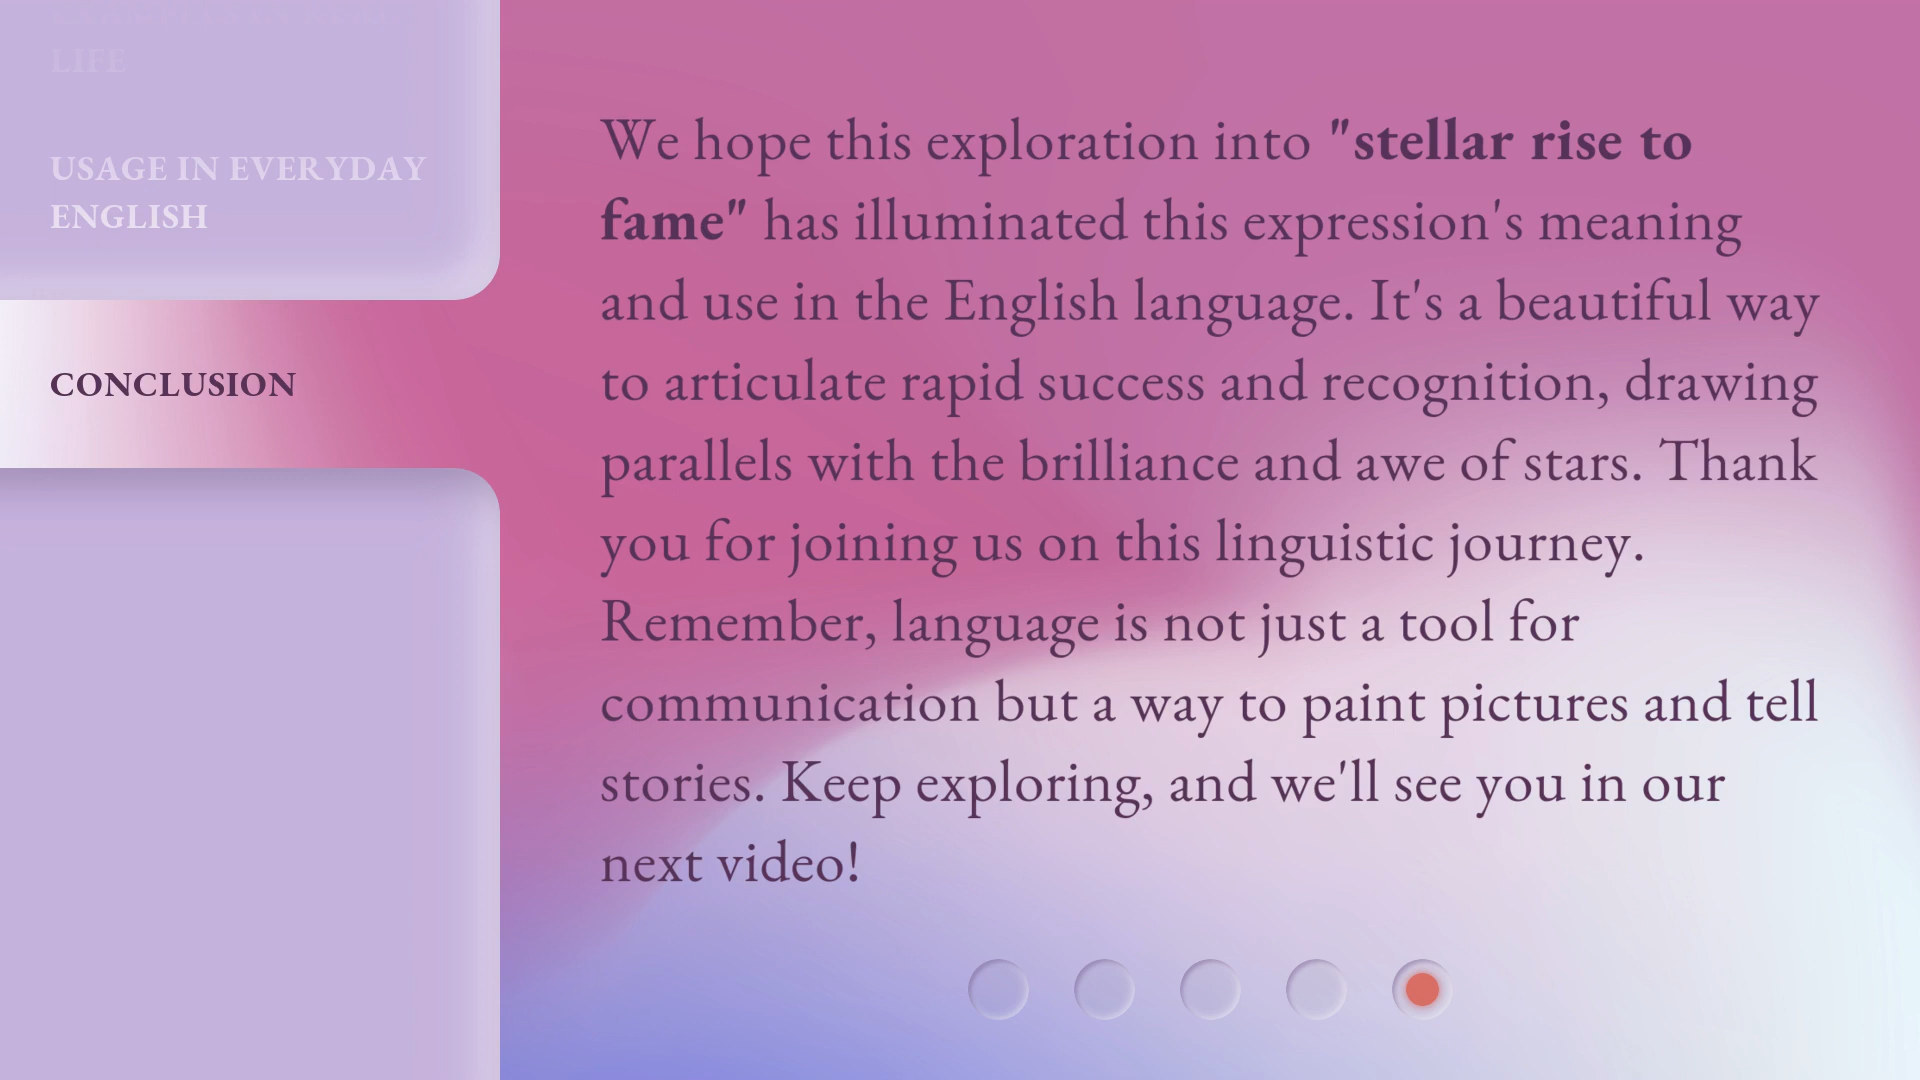 LIFE
USAGE IN EVERYDAY
ENGLISH
CONCLUSION
We hope this exploration into "stellar rise to
fame" has illuminated this expression's meaning
and use in the English language. It's a beautiful way
to articulate rapid success and recognition, drawing
parallels with the brilliance and awe of stars. Thank
you for joining us on this linguistic journey.
Remember, language is not just a tool for
communication but a way to paint pictures and tell
stories. Keep exploring, and we'll see you in our
next video!